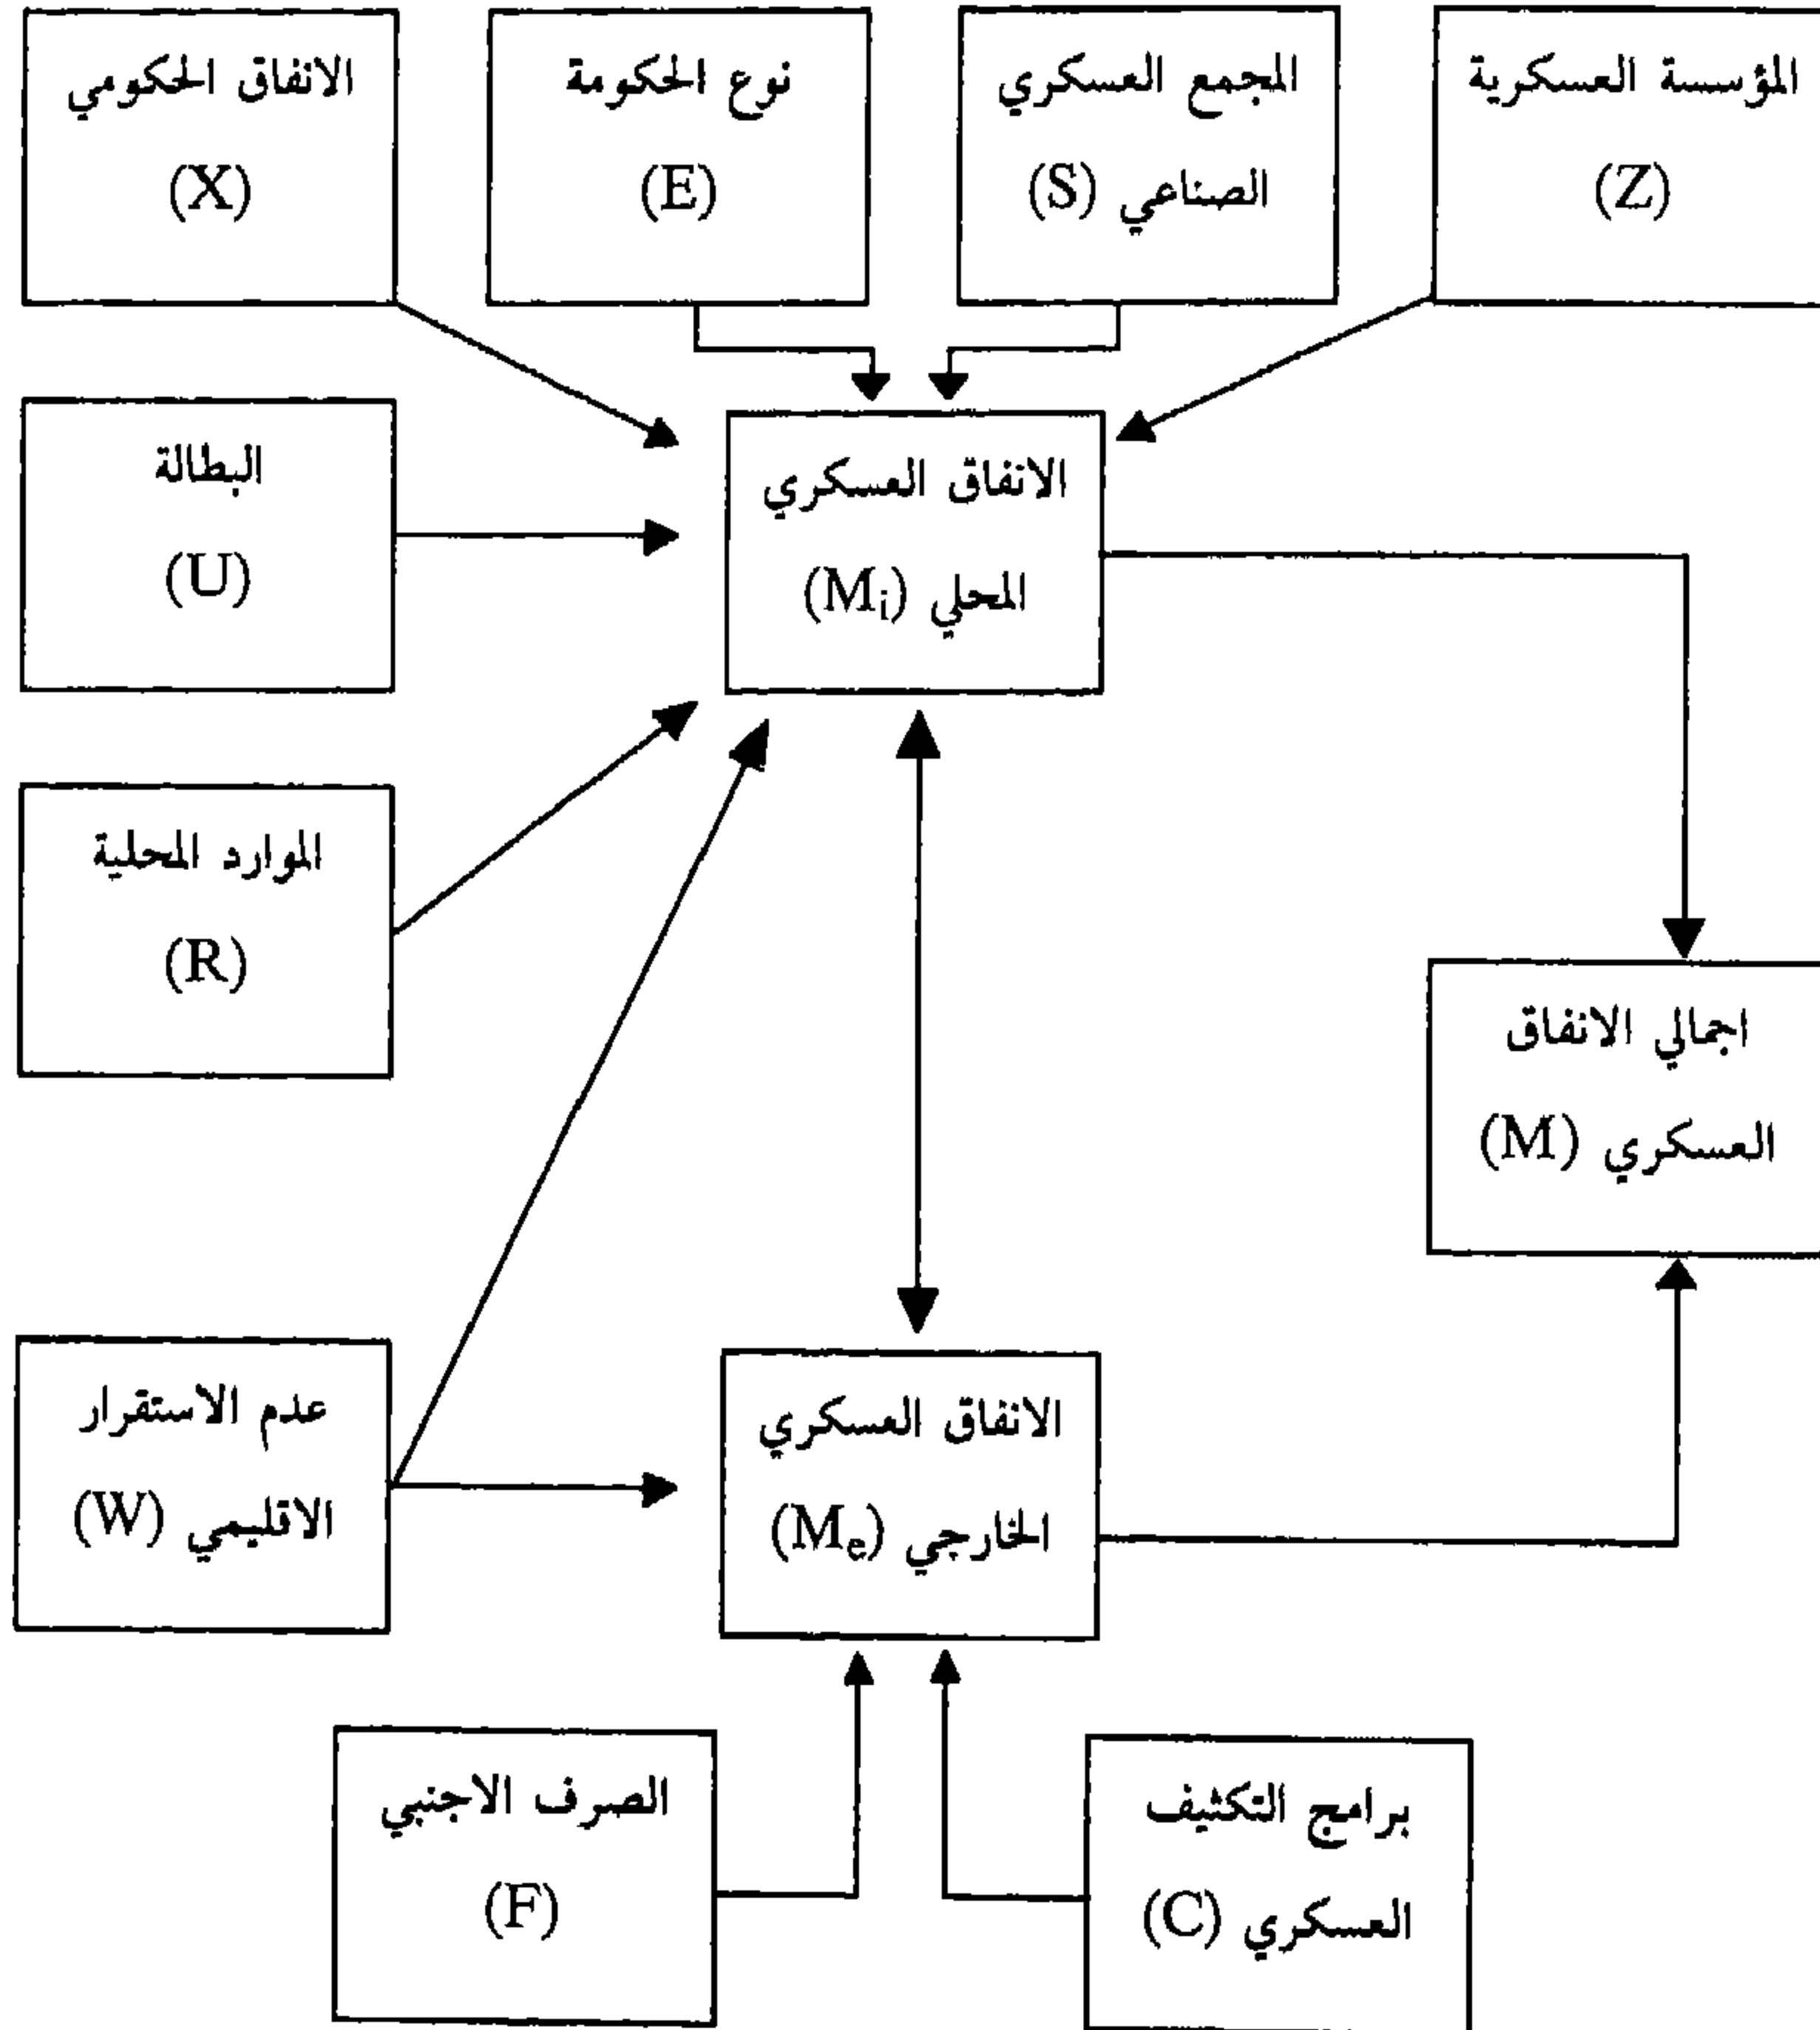 المؤسسة العسكرية
(Z)
المجمع العسكري
الصناعي (S)
نوع الحكومة
(E)
الانفاق الحكومي
(X)
الانفاق العسكري
المحلي (Mi)
البطالة
(U)
الموارد المحلية
(R)
اجمالي الانفاق
العسكري (M)
الانفاق العسكري
الخارجي (Me)
عدم الاستقرار
الاقليمي (W)
برامج التكثيف
العسكري (C)
الصرف الاجنبي
(F)